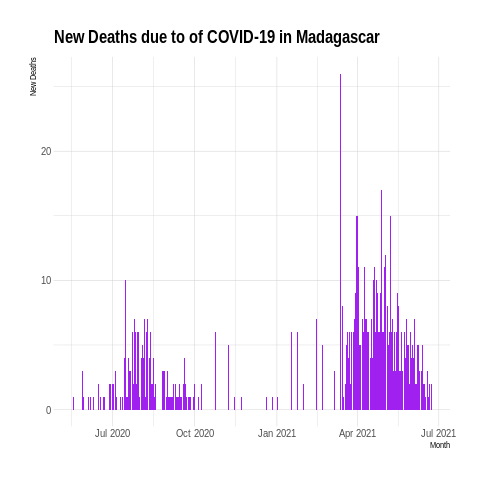 New Deaths due to of COVID-19 in Madagascar
New Deaths
20
10
0
Jul 2020 Oct 2020 Jan 2021 Apr 2021 Jul 2021
Month